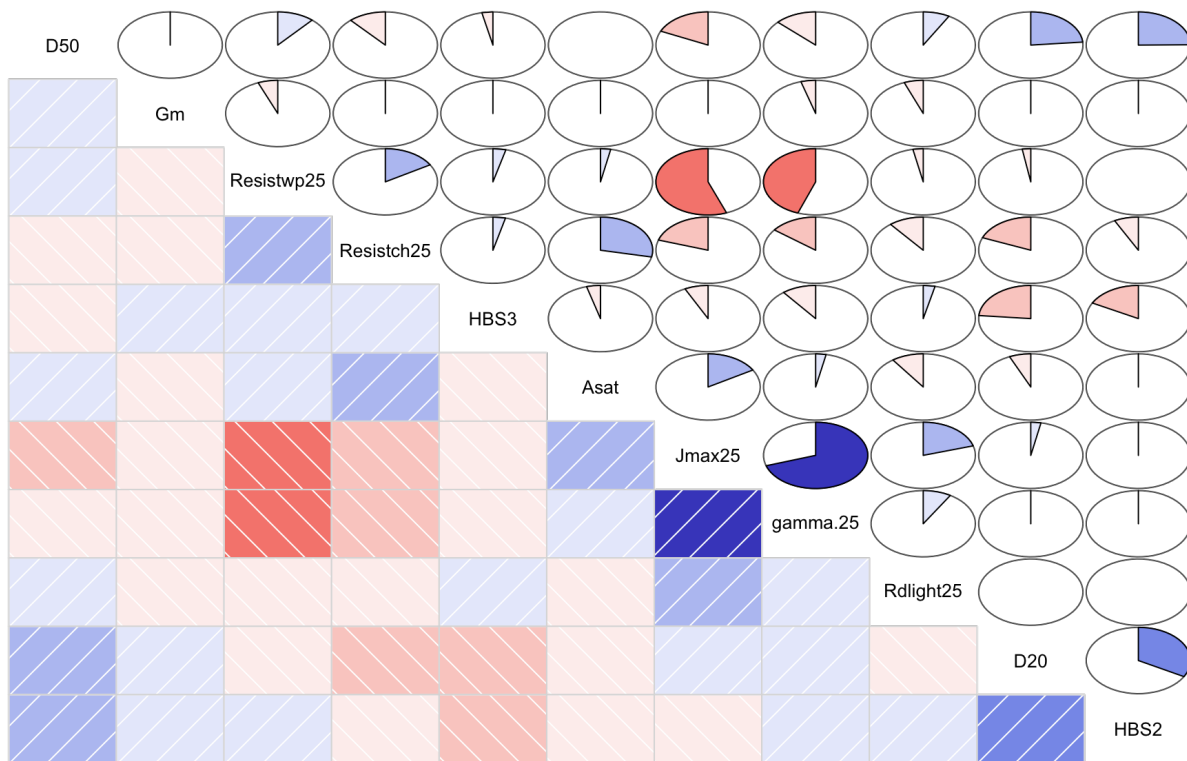 D50
Gm
Resistwp25
Resistch25
HBS3
Asat
Jmax25
gamma.25
Rdlight25
D20
HBS2